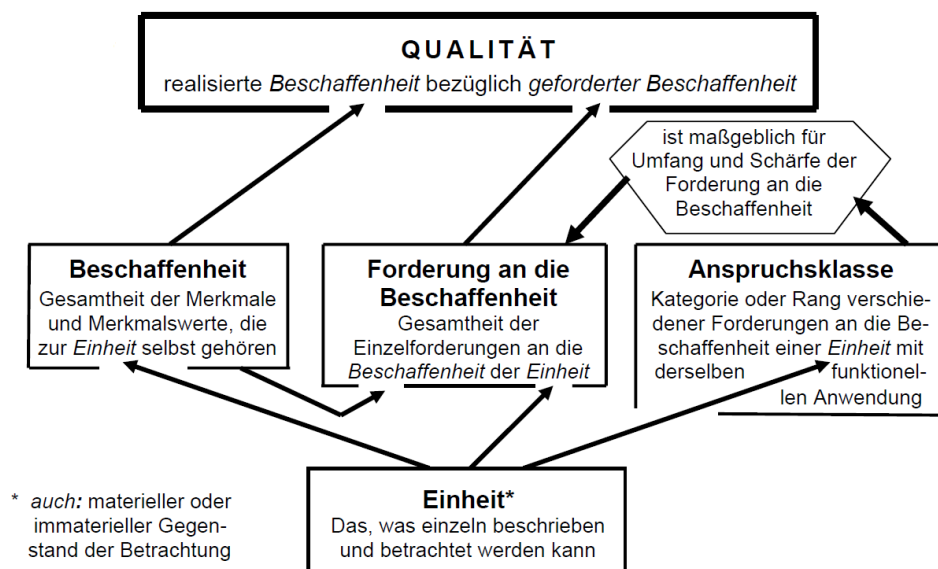 QUALITÄT
realisierte Beschaffenheit bezüglich geforderter Beschaffenheit
ist maßgeblich für
Umfang und Schärfe der
Forderung an die
Beschaffenheit
Beschaffenheit
Gesamtheit der Merkmale
und Merkmalswerte, die
zur Einheit selbst gehören
Forderung an die
Beschaffenheit
Gesamtheit der
Einzelforderungen an die
Beschaffenheit der Einheit
Anspruchsklasse
Kategorie oder Rang verschie-
dener Forderungen an die Be-
schaffenheit einer Einheit mit
derselben funktionel-
len Anwendung
* auch: materieller oder
immaterieller Gegen-
stand der Betrachtung
Einheit*
Das, was einzeln beschrieben
und betrachtet werden kann